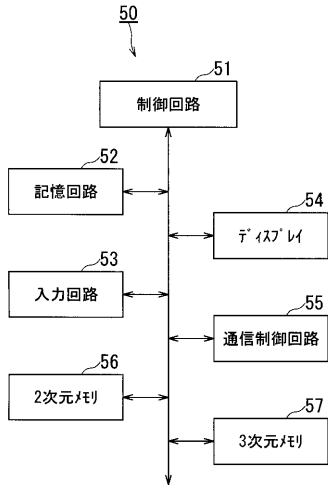 50
51
制御回路
52
記憶回路
54
ディスプレイ
53
入力回路
55
通信制御回路
56
2次元メモリ
57
3次元メモリ